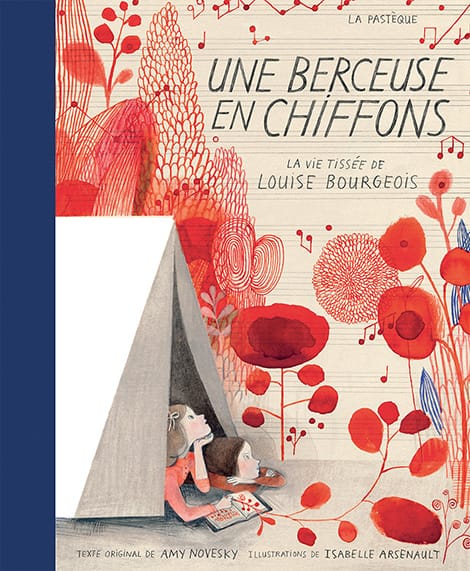 LA PASTÈQUE
UNE BERCEUSE
EN CHIFFONS
LA VIE TISSÉE DE
LOUISE BOURGEOIS
TEXTE ORIGINAL DE AMY NOVESKY ILLUSTRATIONS DE ISABELLE ARSENAULT